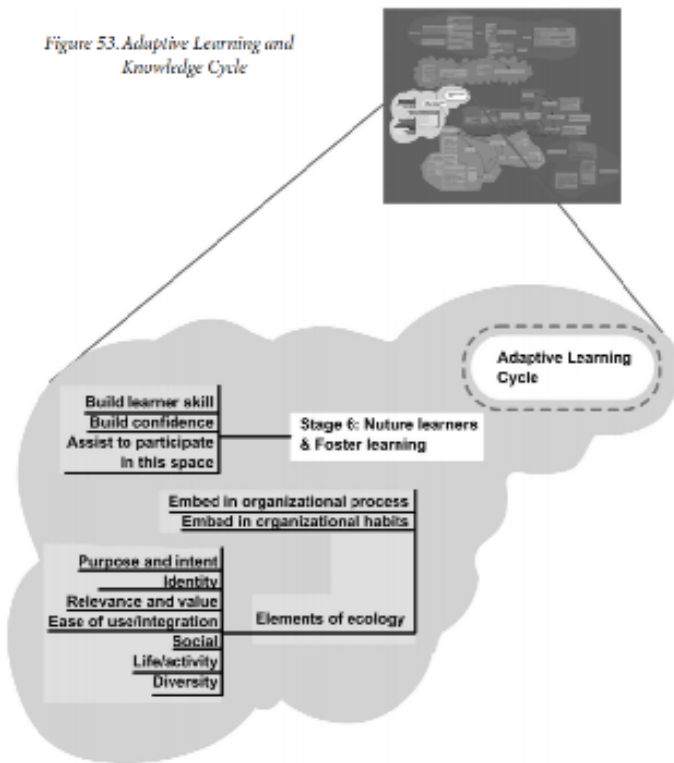 Figure 53. Adaptive Learning and
Knowledge Cycle
Adaptive Learning
Cycle
Build learner skill
Build confidence
Assist to participate
in this space
Stage 6: Nuture learners
& Foster learning
Embed in organizational process
Embed in organizational habits
Purpose and intent
Identity
Relevance and value
Ease of use/integration
Social
Life/activity
Diversity
Elements of ecology